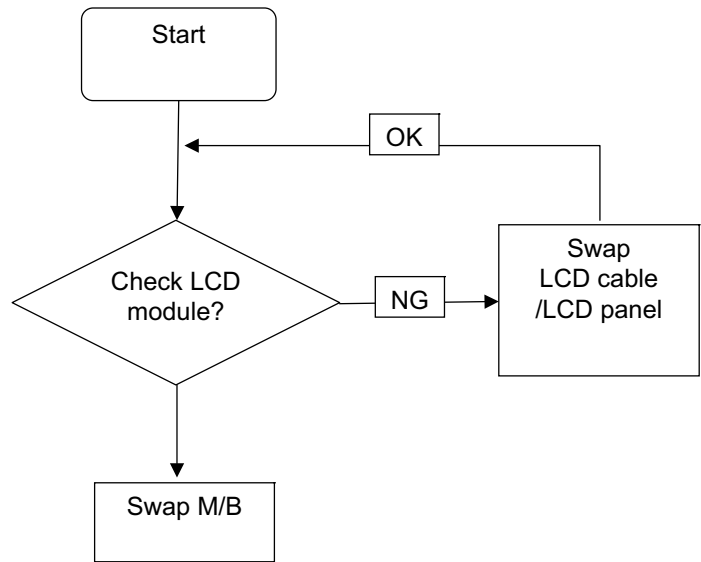 Start
OK
Check LCD
module?
NG
Swap
LCD cable
/LCD panel
Swap M/B